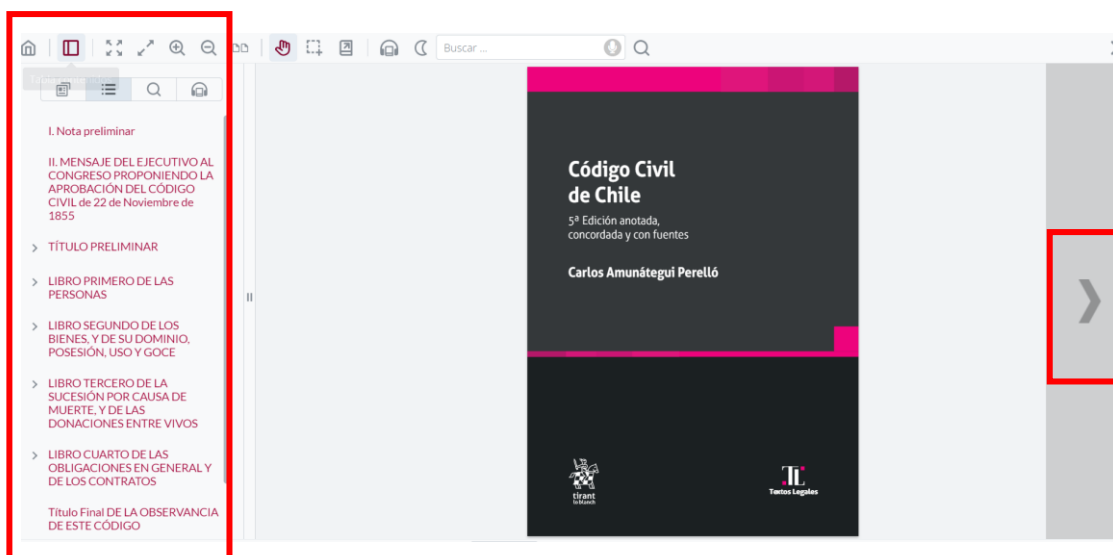 Buscar ...
I. Nota preliminar
II. MENSAJE DEL EJECUTIVO AL
CONGRESO PROPONIENDO LA
APROBACIÓN DEL CÓDIGO
CIVIL de 22 de Noviembre de
1855
TÍTULO PRELIMINAR
LIBRO PRIMERO DE LAS
PERSONAS
LIBRO SEGUNDO DE LOS
BIENES, Y DE SU DOMINIO,
POSESIÓN, USO Y GOCE
LIBRO TERCERO DE LA
SUCESIÓN POR CAUSA DE
MUERTE, Y DE LAS
DONACIONES ENTRE VIVOS
LIBRO CUARTO DE LAS
OBLIGACIONES EN GENERAL Y
DE LOS CONTRATOS
Título Final DE LA OBSERVANCIA
DE ESTE CÓDIGO
Código Civil
de Chile
5ª Edición anotada,
concordada y con fuentes
Carlos Amunátegui Perelló
tirant
lo blanch
TL
Textos Legales